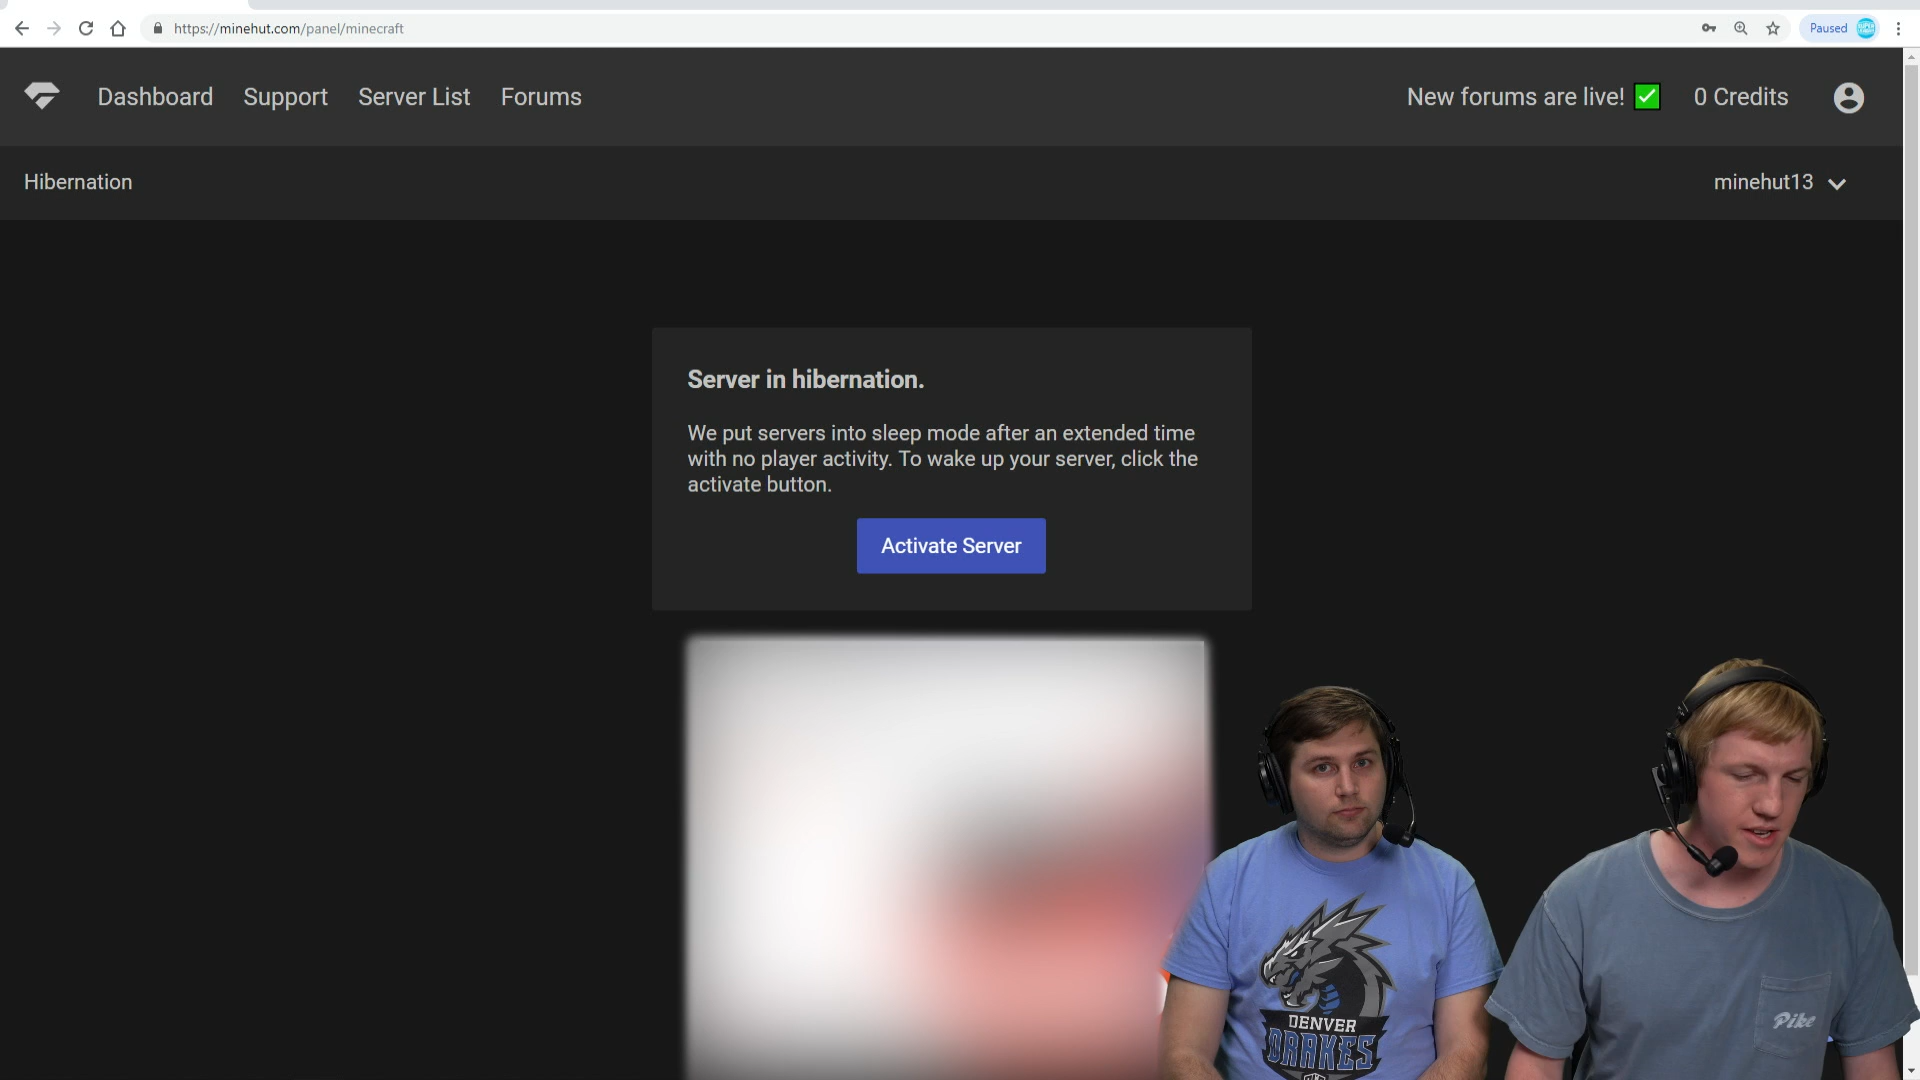 https://minehut.com/panel/minecraft
Paused
Dashboard
Support
Server List
Forums
New forums are live!
0 Credits
Hibernation
minehut13
Server in hibernation.
We put servers into sleep mode after an extended time
with no player activity. To wake up your server, click the
activate button.
Activate Server
DENVER
DRAKES
Pike